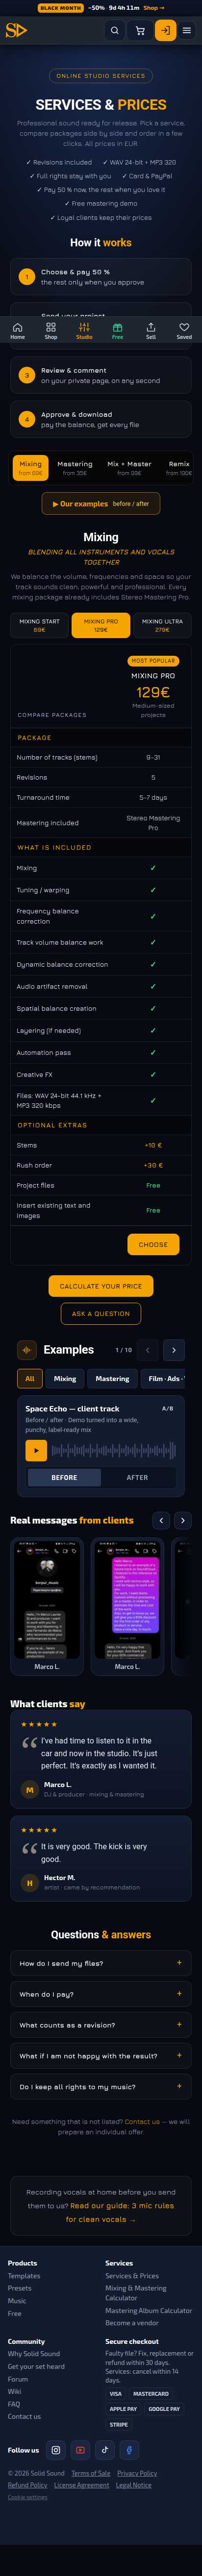 BLACK MONTH -50% · 9d 4h 11m Shop →
ONLINE STUDIO SERVICES
SERVICES & PRICES
Professional sound ready for release. Pick a service,
compare packages side by side and order in a few
clicks. All prices in EUR.
✓ Revisions included ✓ WAV 24-bit + MP3 320
✓ Full rights stay with you ✓ Card & PayPal
✓ Pay 50 % now, the rest when you love it
✓ Free mastering demo
✓ Loyal clients keep their prices
How it works
1 Choose & pay 50 %
the rest only when you approve
Home Shop Studio Free Sell Saved
3 Review & comment
on your private page, on any second
4 Approve & download
pay the balance, get every file
Mixing Mastering Mix + Master Remix
from 69€ from 35€ from 99€ from 100€
▶ Our examples before / after
Mixing
BLENDING ALL INSTRUMENTS AND VOCALS
TOGETHER
We balance the volume, frequencies and space so your
track sounds clean, powerful and professional. Every
mixing package already includes Stereo Mastering Pro.
MIXING START MIXING PRO MIXING ULTRA
69€ 129€ 279€
MOST POPULAR
MIXING PRO
129€
Medium-sized
projects
COMPARE PACKAGES
PACKAGE
Number of tracks (stems) 9-31
Revisions 5
Turnaround time 5-7 days
Mastering included Stereo Mastering
Pro
WHAT IS INCLUDED
Mixing ✓
Tuning / warping ✓
Frequency balance
correction ✓
Track volume balance work ✓
Dynamic balance correction ✓
Audio artifact removal ✓
Spatial balance creation ✓
Layering (if needed) ✓
Automation pass ✓
Creative FX ✓
Files: WAV 24-bit 44.1 kHz +
MP3 320 kbps ✓
OPTIONAL EXTRAS
Stems +10 €
Rush order +30 €
Project files Free
Insert existing text and
images Free
CHOOSE
CALCULATE YOUR PRICE
ASK A QUESTION
Examples 1 / 10
All Mixing Mastering Film · Ads ·
Space Echo — client track A/B
Before / after · Demo turned into a wide,
punchy, label-ready mix
BEFORE AFTER
Real messages from clients
Marco L. Marco L.
What clients say
★★★★★
I've had time to listen to it in the
car and now in the studio. It's just
perfect. It's exactly as I wanted it.
M Marco L.
DJ & producer · mixing & mastering
★★★★★
It is very good. The kick is very
good.
H Hector M.
artist · came by recommendation
Questions & answers
How do I send my files? +
When do I pay? +
What counts as a revision? +
What if I am not happy with the result? +
Do I keep all rights to my music? +
Need something that is not listed? Contact us — we will
prepare an individual offer.
Recording vocals at home before you send
them to us? Read our guide: 3 mic rules
for clean vocals →
Products
Templates
Presets
Music
Free
Services
Services & Prices
Mixing & Mastering
Calculator
Mastering Album Calculator
Become a vendor
Community
Why Solid Sound
Get your set heard
Forum
Wiki
FAQ
Contact us
Secure checkout
Faulty file? Fix, replacement or
refund within 30 days.
Services: cancel within 14
days.
VISA MASTERCARD
APPLE PAY GOOGLE PAY
STRIPE
Follow us
© 2026 Solid Sound Terms of Sale Privacy Policy
Refund Policy License Agreement Legal Notice
Cookie settings